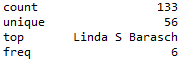 count 133
unique 56
top Linda S Barasch
freq 6